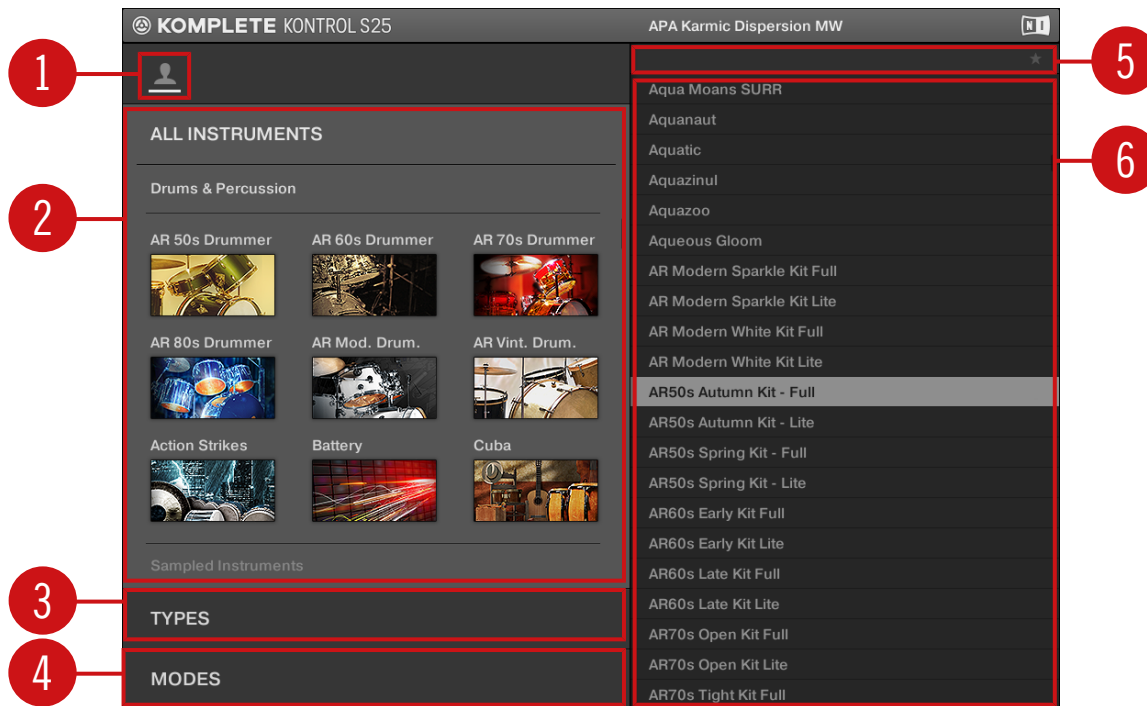 KOMPLETE KONTROL S25
APA Karmic Dispersion MW
NI
1
2
3
4
5
6
ALL INSTRUMENTS
Drums & Percussion
AR 50s Drummer
AR 60s Drummer
AR 70s Drummer
AR 80s Drummer
AR Mod. Drum.
AR Vint. Drum.
Action Strikes
Battery
Cuba
Sampled Instruments
TYPES
MODES
Aqua Moans SURR
Aquanaut
Aquatic
Aquazinul
Aquazoo
Aqueous Gloom
AR Modern Sparkle Kit Full
AR Modern Sparkle Kit Lite
AR Modern White Kit Full
AR Modern White Kit Lite
AR50s Autumn Kit - Full
AR50s Autumn Kit - Lite
AR50s Spring Kit - Full
AR50s Spring Kit - Lite
AR60s Early Kit Full
AR60s Early Kit Lite
AR60s Late Kit Full
AR60s Late Kit Lite
AR70s Open Kit Full
AR70s Open Kit Lite
AR70s Tight Kit Full